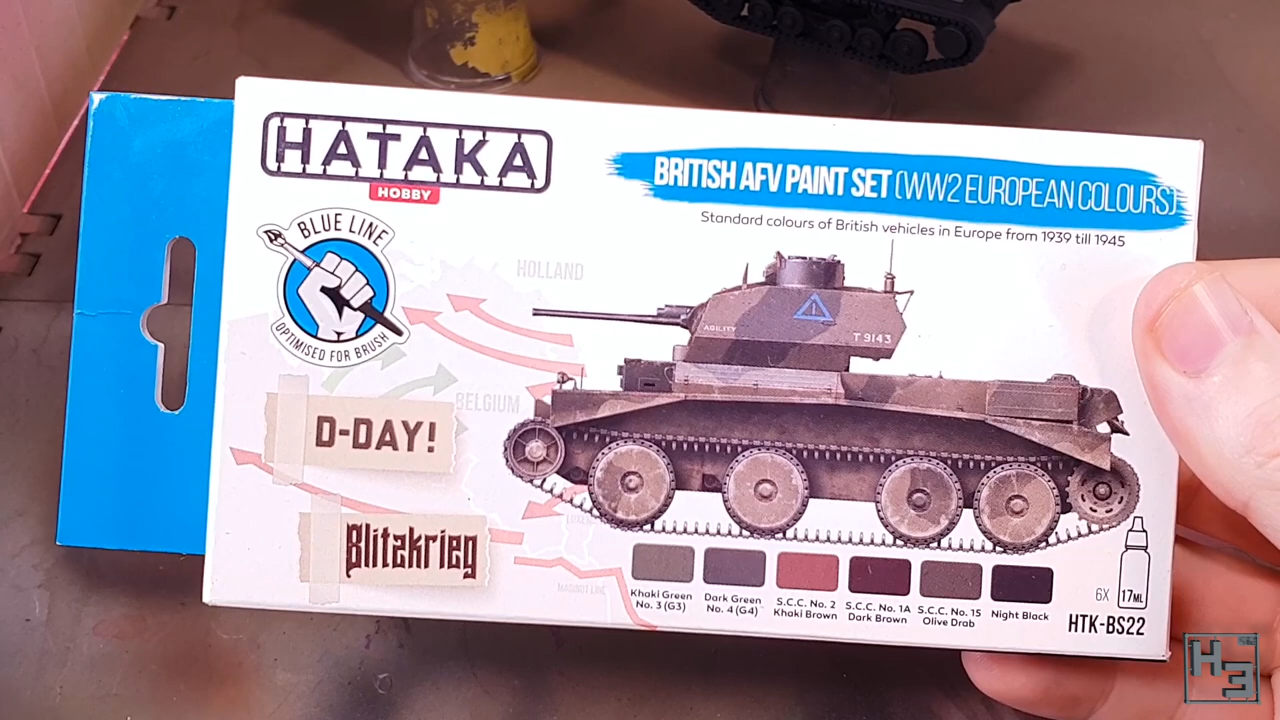 HATAKA
HOBBY
BRITISH AFV PAINT SET (WW2 EUROPEAN COLOURS)
Standard colours of British vehicles in Europe from 1939 till 1945
BLUE LINE
OPTIMISED FOR BRUSH
HOLLAND
BELGIUM
AGILITY
T 9143
D-DAY!
Blitzkrieg
MAGINOT LINE
Khaki Green
No. 3 (G3)
Dark Green
No. 4 (G4)
S.C.C. No. 2
Khaki Brown
S.C.C. No. 1A
Dark Brown
S.C.C. No. 15
Olive Drab
Night Black
6X
17ML
HTK-BS22
H3